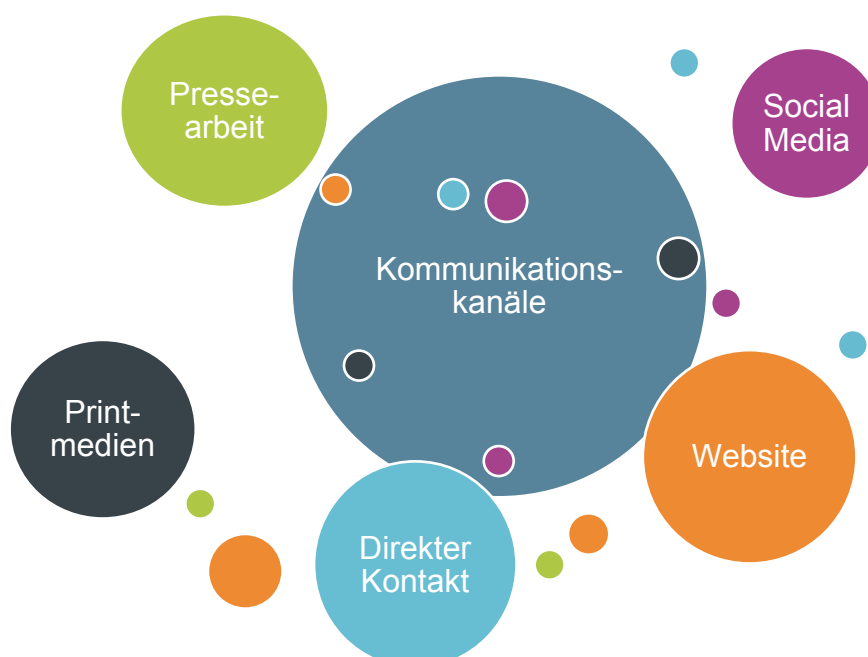 Presse-
arbeit
Social
Media
Kommunikations-
kanäle
Print-
medien
Website
Direkter
Kontakt